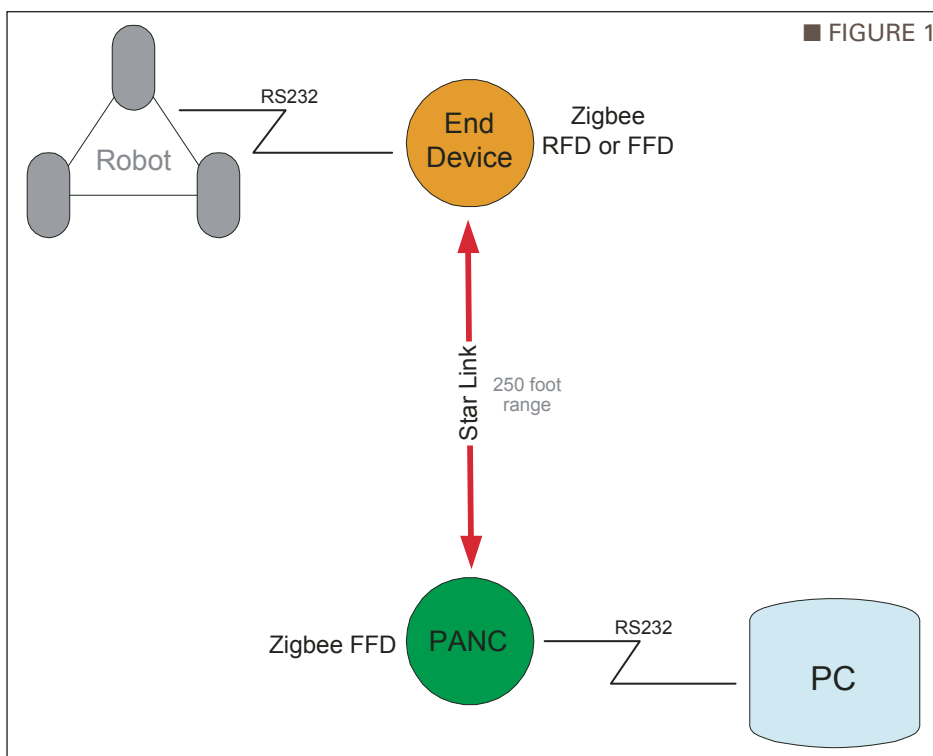 ■ FIGURE 1
RS232
End
Device
Zigbee
RFD or FFD
Robot
Star Link
250 foot
range
Zigbee FFD
PANC
RS232
PC